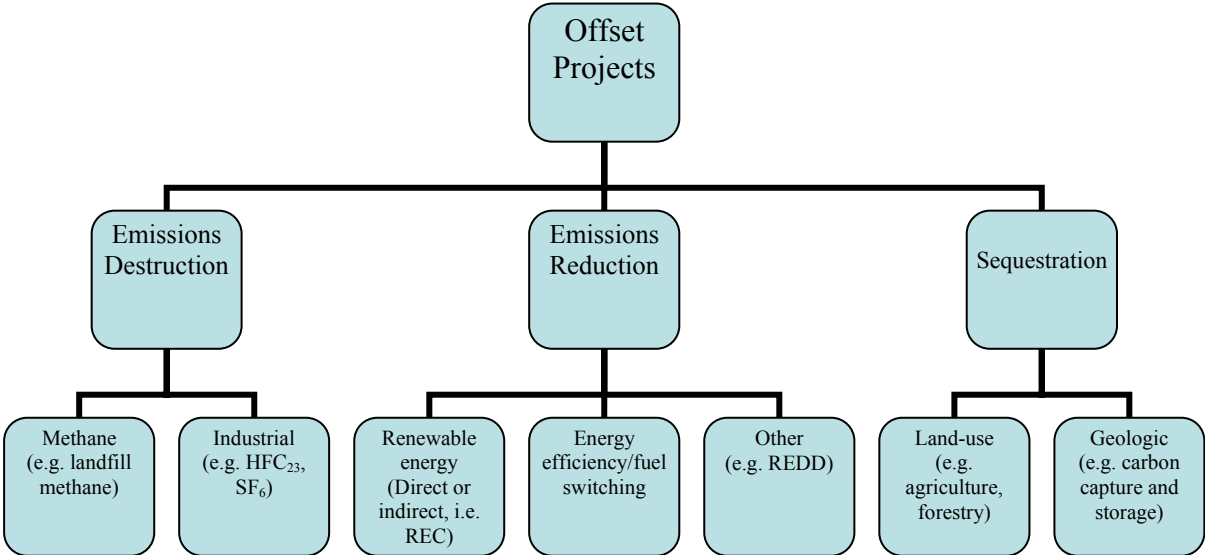 Offset
Projects
Emissions
Destruction
Emissions
Reduction
Sequestration
Methane
(e.g. landfill
methane)
Industrial
(e.g. HFC₂₃,
SF₆)
Renewable
energy
(Direct or
indirect, i.e.
REC)
Energy
efficiency/fuel
switching
Other
(e.g. REDD)
Land-use
(e.g.
agriculture,
forestry)
Geologic
(e.g. carbon
capture and
storage)